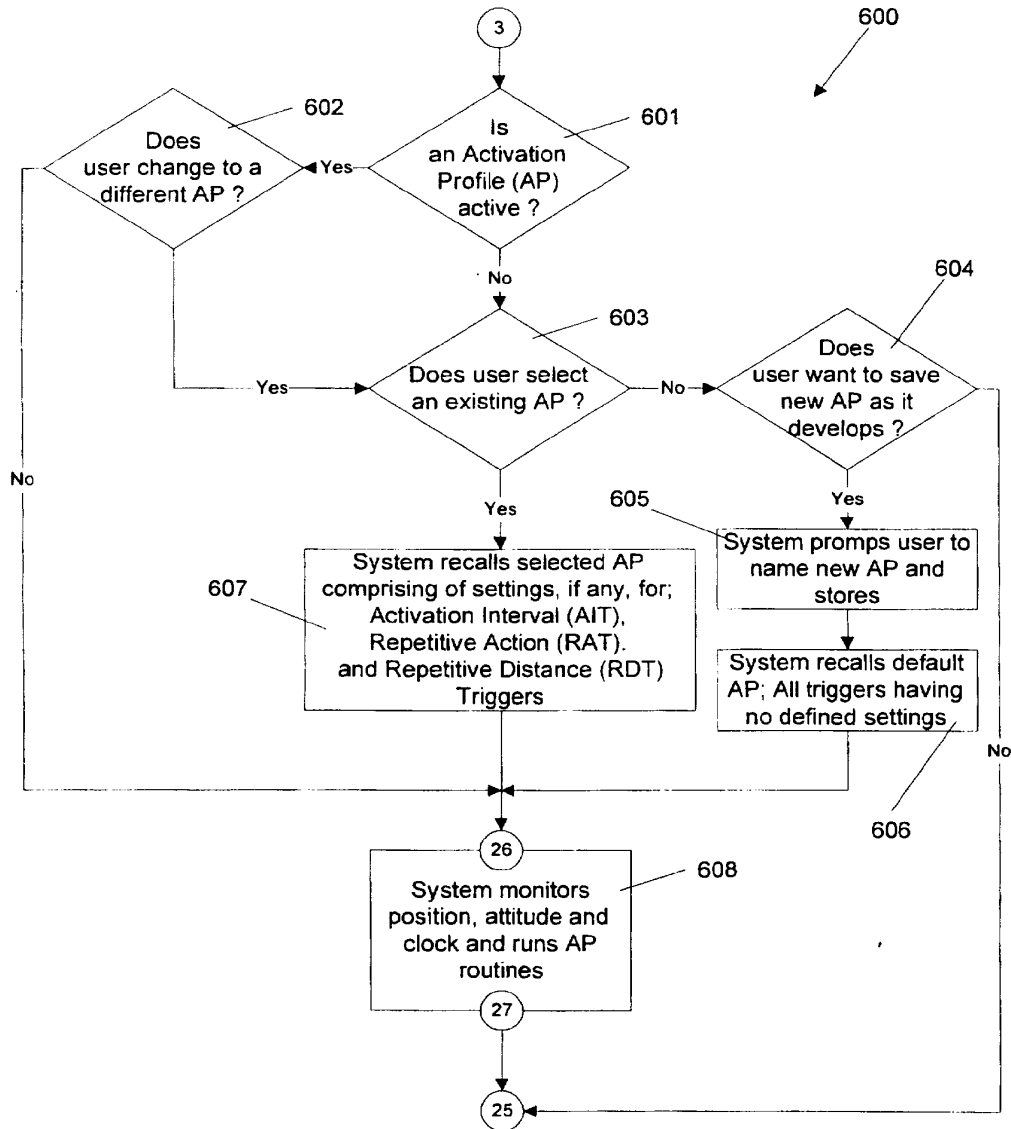 3
600
602
601
Does
user change to a
different AP ?
Yes
Is
an Activation
Profile (AP)
active ?
No
604
603
Does user select
an existing AP ?
Yes
No
Does
user want to save
new AP as it
develops ?
No
Yes
Yes
605
System promps user to
name new AP and
stores
607
System recalls selected AP
comprising of settings, if any, for;
Activation Interval (AIT),
Repetitive Action (RAT).
and Repetitive Distance (RDT)
Triggers
System recalls default
AP; All triggers having
no defined settings
No
606
26
608
System monitors
position, attitude and
clock and runs AP
routines
27
25